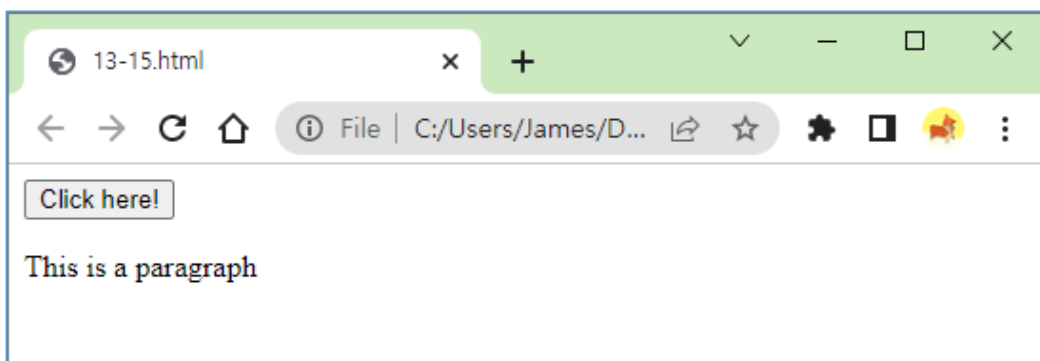 13-15.html
File | C:/Users/James/D...
Click here!
This is a paragraph